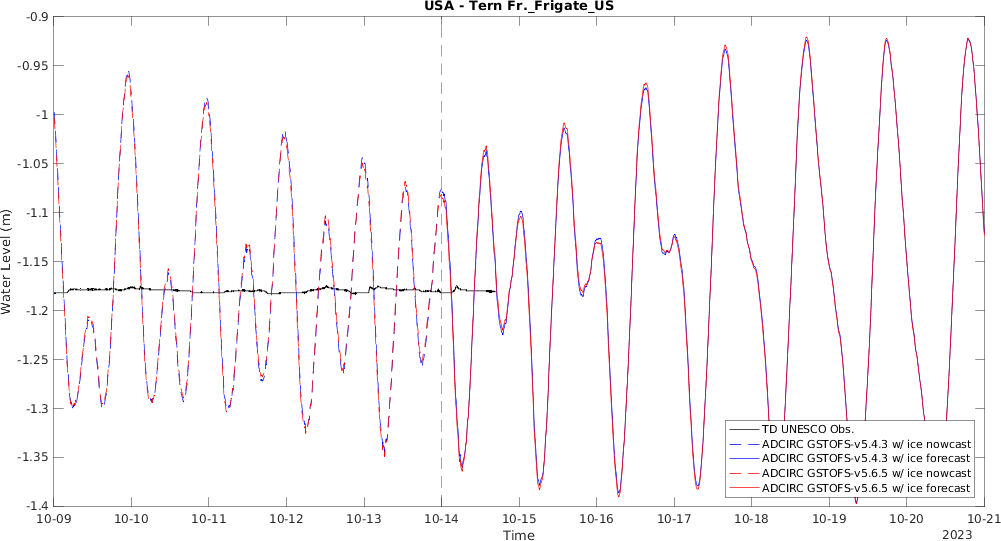 USA - Tern Fr._Frigate_US
-0.9
-0.95
-1
-1.05
-1.1
-1.15
-1.2
-1.25
-1.3
-1.35
-1.4
Water Level (m)
TD UNESCO Obs.
ADCIRC GSTOFS-v5.4.3 w/ ice nowcast
ADCIRC GSTOFS-v5.4.3 w/ ice forecast
ADCIRC GSTOFS-v5.6.5 w/ ice nowcast
ADCIRC GSTOFS-v5.6.5 w/ ice forecast
10-09 10-10 10-11 10-12 10-13 10-14 10-15 10-16 10-17 10-18 10-19 10-20 10-21
Time
2023